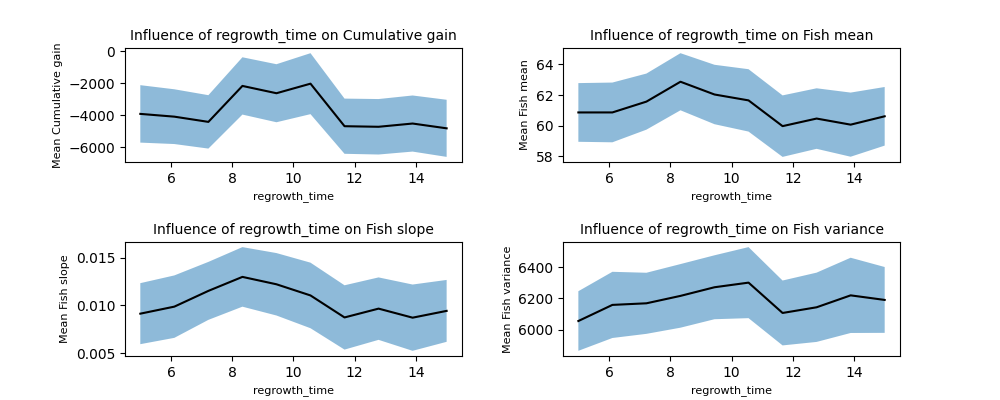 Influence of regrowth_time on Cumulative gain
Mean Cumulative gain
0
−2000
−4000
−6000
6 8 10 12 14
regrowth_time
Influence of regrowth_time on Fish mean
Mean Fish mean
64
62
60
58
6 8 10 12 14
regrowth_time
Influence of regrowth_time on Fish slope
Mean Fish slope
0.015
0.010
0.005
6 8 10 12 14
regrowth_time
Influence of regrowth_time on Fish variance
Mean Fish variance
6400
6200
6000
6 8 10 12 14
regrowth_time